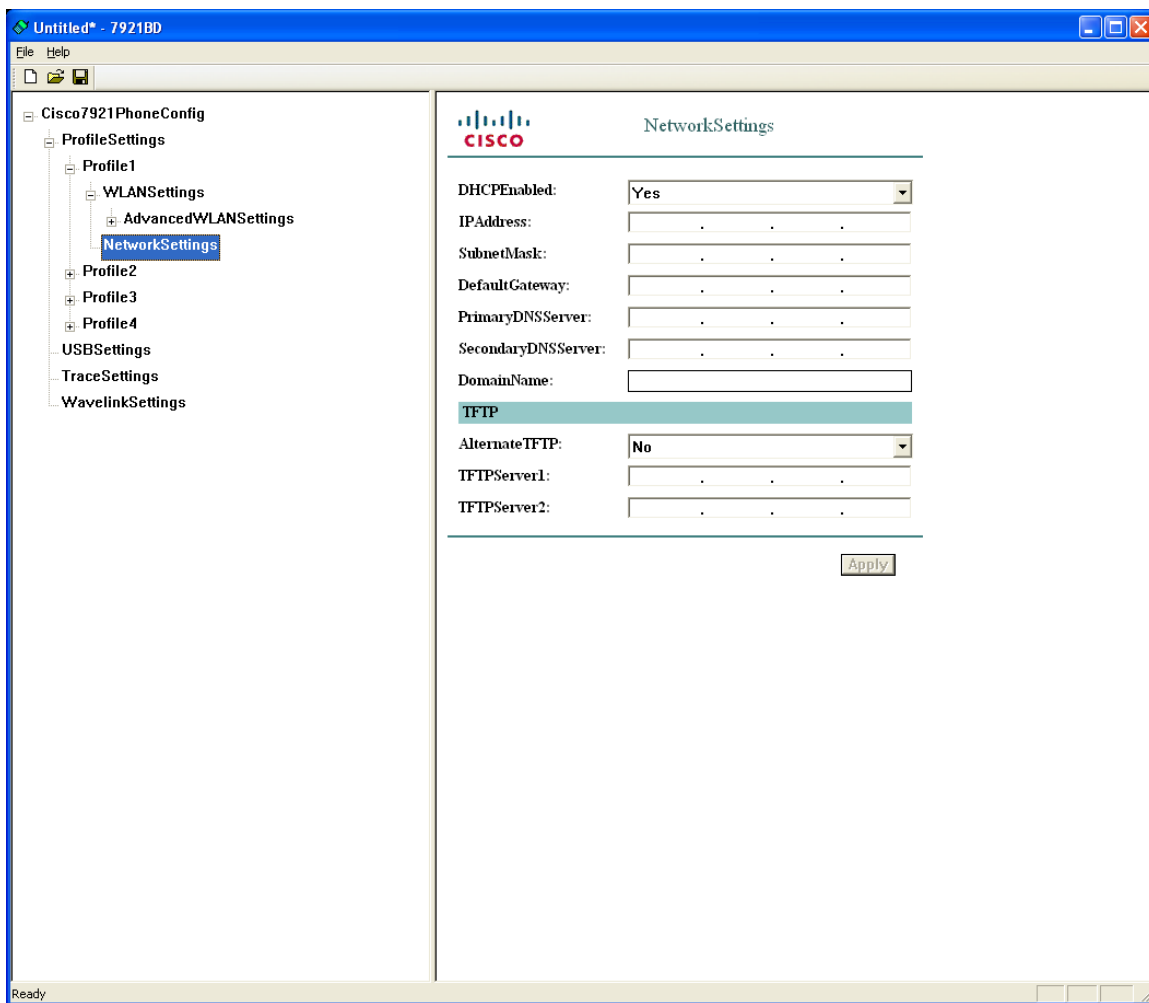 Untitled* - 7921BD
File Help
Cisco7921PhoneConfig
ProfileSettings
Profile1
WLANSettings
AdvancedWLANSettings
NetworkSettings
Profile2
Profile3
Profile4
USBSettings
TraceSettings
WavelinkSettings
CISCO
NetworkSettings
DHCPEnabled: Yes
IPAddress: . . .
SubnetMask: . . .
DefaultGateway: . . .
PrimaryDNSServer: . . .
SecondaryDNSServer: . . .
DomainName:
TFTP
AlternateTFTP: No
TFTPServer1: . . .
TFTPServer2: . . .
Apply
Ready